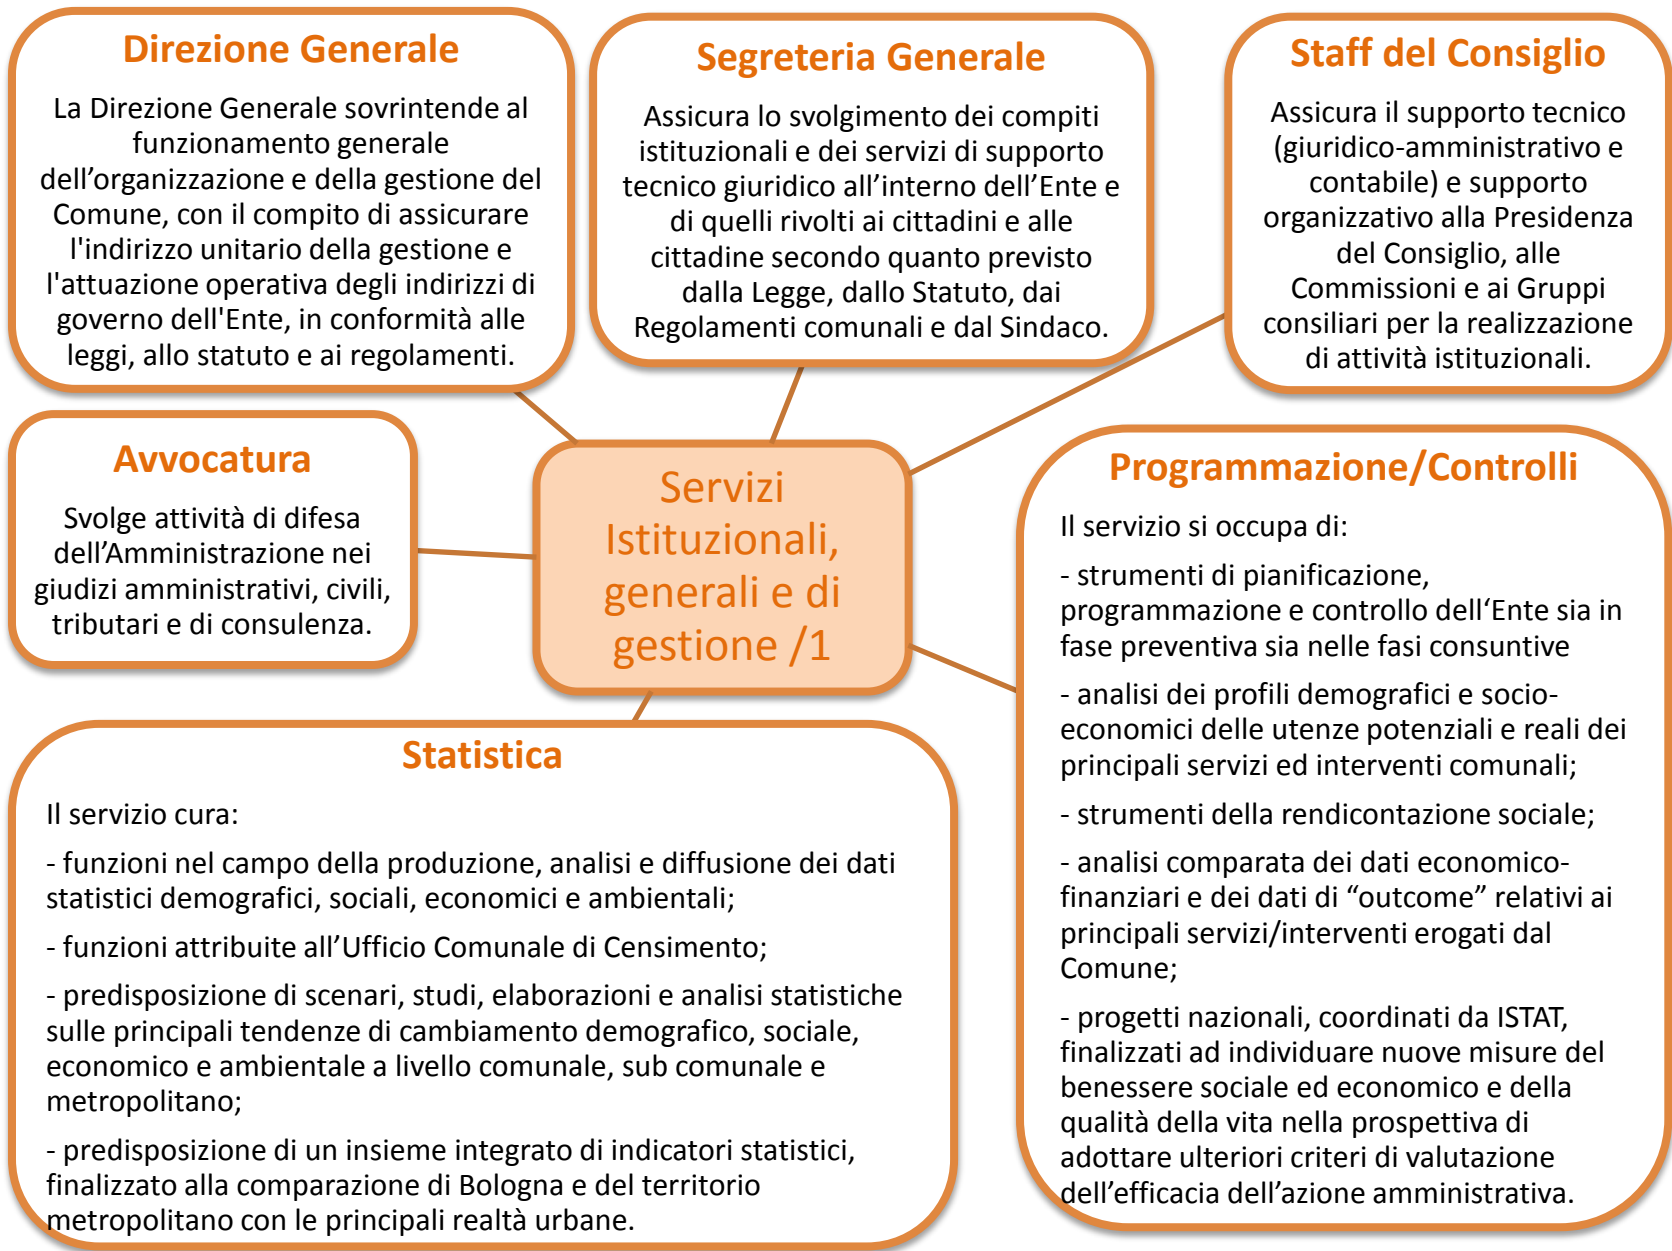 Direzione Generale
La Direzione Generale sovrintende al
funzionamento generale
dell’organizzazione e della gestione del
Comune, con il compito di assicurare
l'indirizzo unitario della gestione e
l'attuazione operativa degli indirizzi di
governo dell'Ente, in conformità alle
leggi, allo statuto e ai regolamenti.
Segreteria Generale
Assicura lo svolgimento dei compiti
istituzionali e dei servizi di supporto
tecnico giuridico all’interno dell’Ente e
di quelli rivolti ai cittadini e alle
cittadine secondo quanto previsto
dalla Legge, dallo Statuto, dai
Regolamenti comunali e dal Sindaco.
Staff del Consiglio
Assicura il supporto tecnico
(giuridico-amministrativo e
contabile) e supporto
organizzativo alla Presidenza
del Consiglio, alle
Commissioni e ai Gruppi
consiliari per la realizzazione
di attività istituzionali.
Avvocatura
Svolge attività di difesa
dell’Amministrazione nei
giudizi amministrativi, civili,
tributari e di consulenza.
Servizi
Istituzionali,
generali e di
gestione /1
Programmazione/Controlli
Il servizio si occupa di:
- strumenti di pianificazione,
programmazione e controllo dell‘Ente sia in
fase preventiva sia nelle fasi consuntive
- analisi dei profili demografici e socio-
economici delle utenze potenziali e reali dei
principali servizi ed interventi comunali;
- strumenti della rendicontazione sociale;
- analisi comparata dei dati economico-
finanziari e dei dati di “outcome” relativi ai
principali servizi/interventi erogati dal
Comune;
- progetti nazionali, coordinati da ISTAT,
finalizzati ad individuare nuove misure del
benessere sociale ed economico e della
qualità della vita nella prospettiva di
adottare ulteriori criteri di valutazione
dell’efficacia dell’azione amministrativa.
Statistica
Il servizio cura:
- funzioni nel campo della produzione, analisi e diffusione dei dati
statistici demografici, sociali, economici e ambientali;
- funzioni attribuite all’Ufficio Comunale di Censimento;
- predisposizione di scenari, studi, elaborazioni e analisi statistiche
sulle principali tendenze di cambiamento demografico, sociale,
economico e ambientale a livello comunale, sub comunale e
metropolitano;
- predisposizione di un insieme integrato di indicatori statistici,
finalizzato alla comparazione di Bologna e del territorio
metropolitano con le principali realtà urbane.